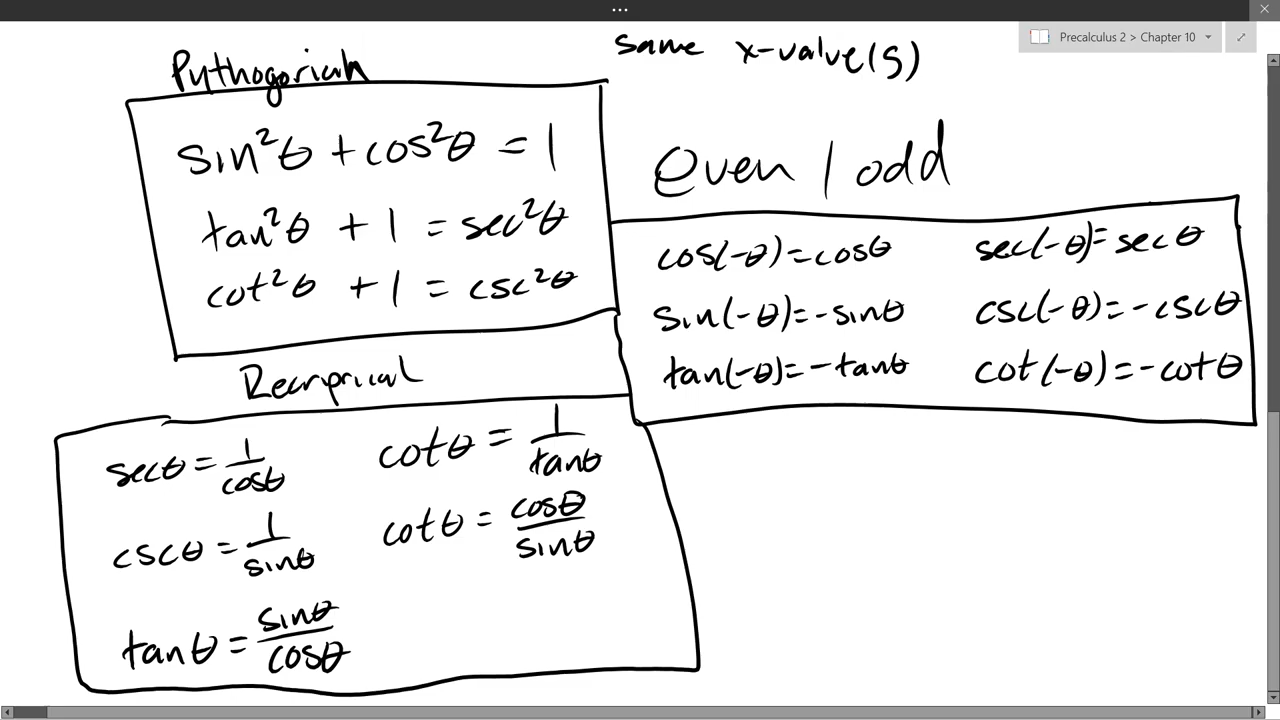 Precalculus 2 > Chapter 10
same x-value(s)
Pythogorian
sin²θ + cos²θ = 1
tan²θ + 1 = sec²θ
cot²θ + 1 = csc²θ
even / odd
cos(-θ)=cosθ sec(-θ)=secθ
sin(-θ)=-sinθ csc(-θ)=-cscθ
tan(-θ)=-tanθ cot(-θ)=-cotθ
Reciprical
secθ = 1/cosθ cotθ = 1/tanθ
cscθ = 1/sinθ cotθ = cosθ/sinθ
tanθ = sinθ/cosθ